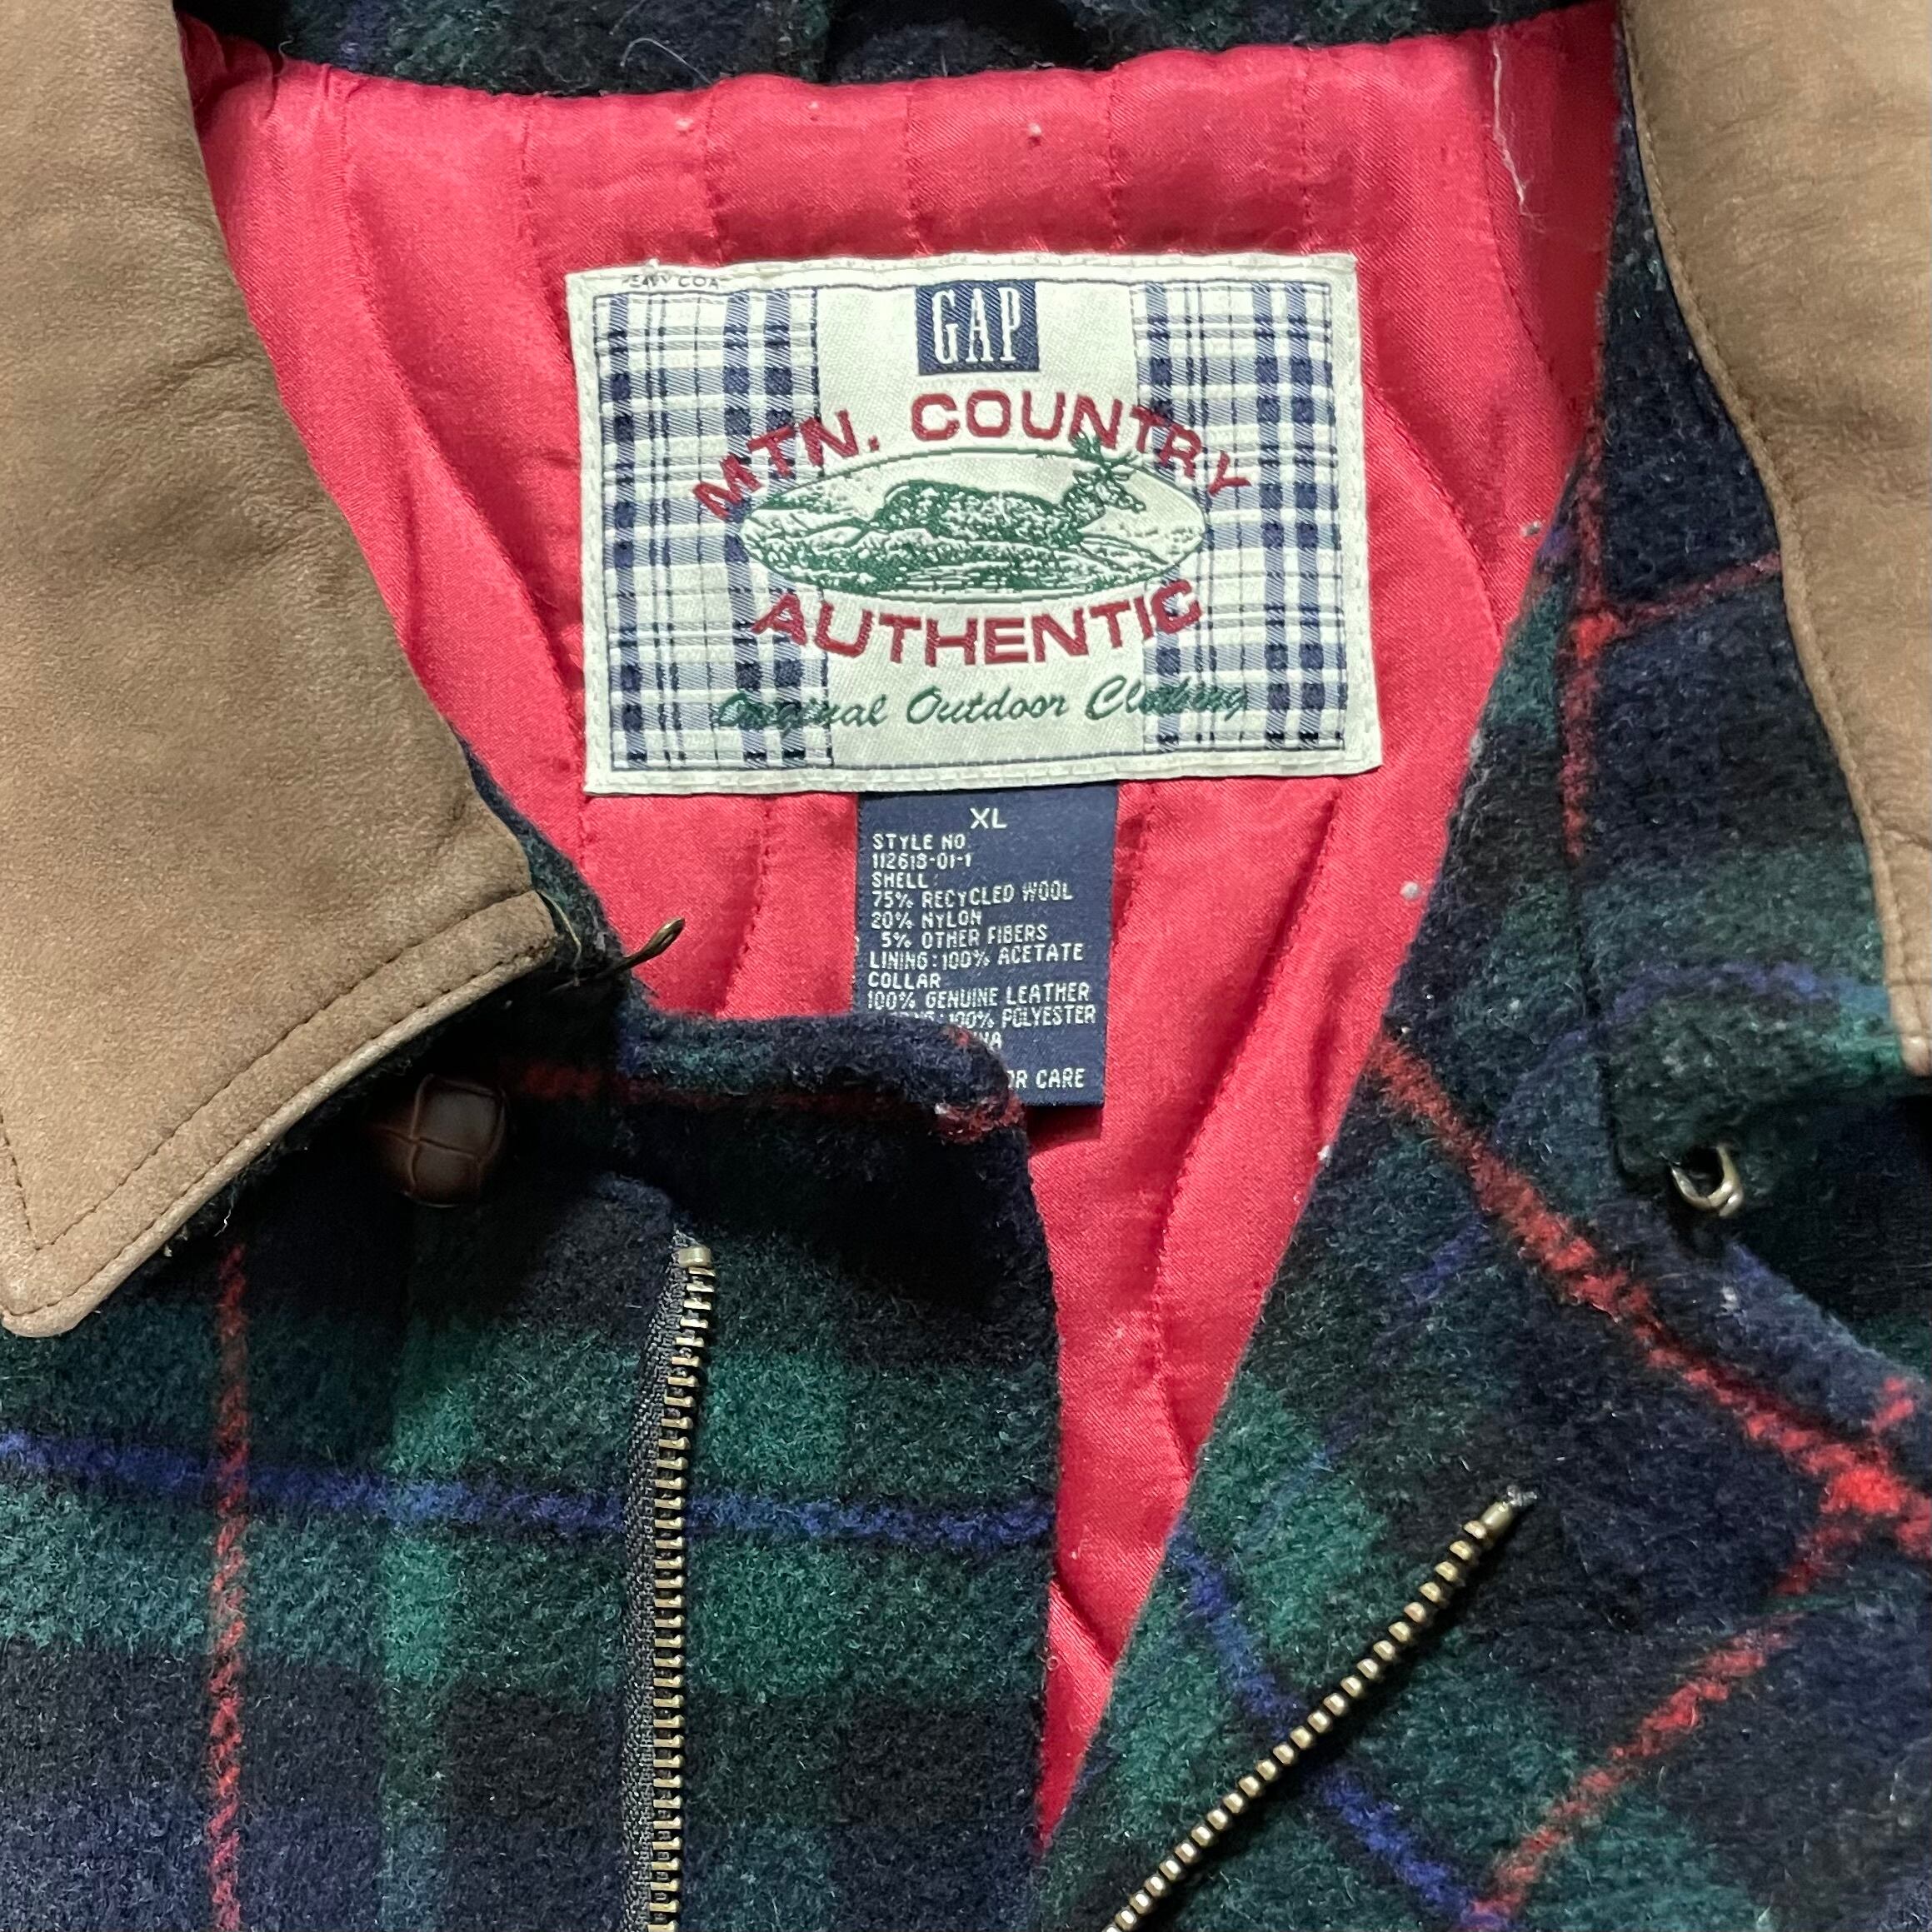 GAP
MTN. COUNTRY
AUTHENTIC
Original Outdoor Clothing
XL
STYLE NO.
112618-01-1
SHELL:
75% RECYCLED WOOL
20% NYLON
5% OTHER FIBERS
LINING:100% ACETATE
COLLAR
100% GENUINE LEATHER
:100% POLYESTER
OR CARE